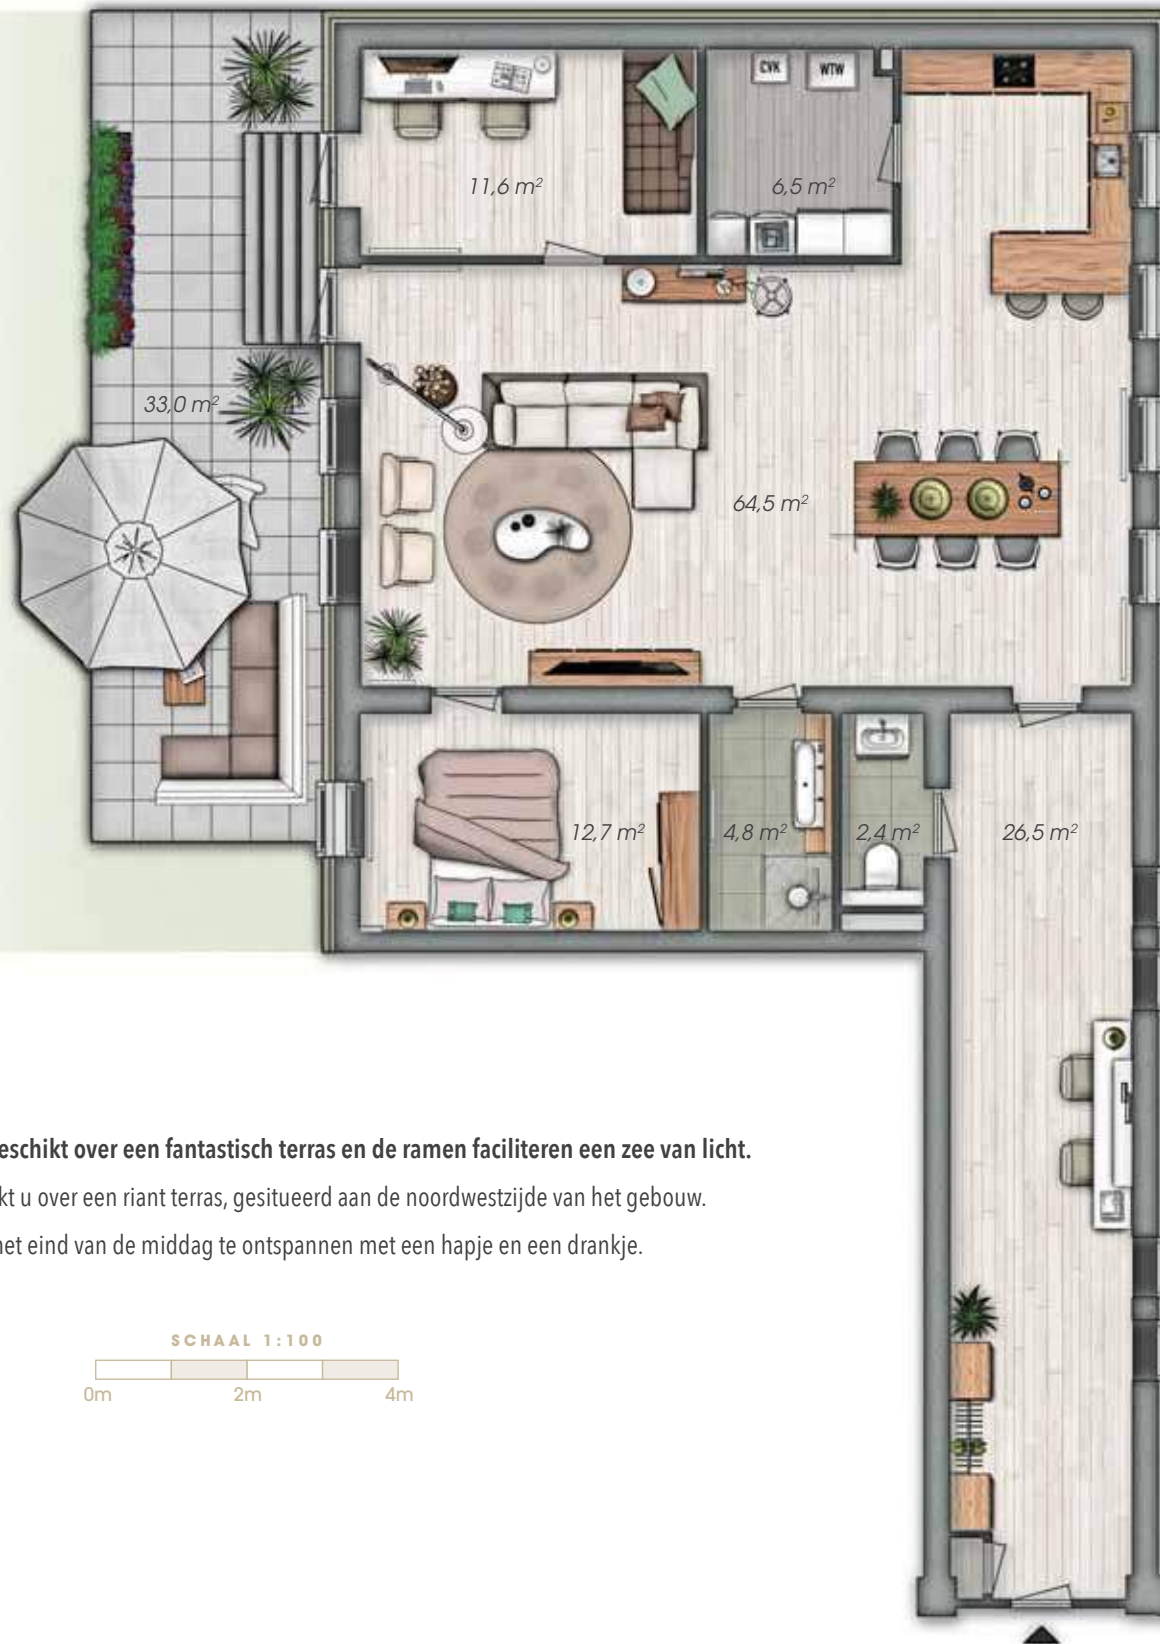 CVK
WTW
11,6 m²
6,5 m²
33,0 m²
64,5 m²
12,7 m²
4,8 m²
2,4 m²
26,5 m²
eschikt over een fantastisch terras en de ramen faciliteren een zee van licht.
kt u over een riant terras, gesitueerd aan de noordwestzijde van het gebouw.
het eind van de middag te ontspannen met een hapje en een drankje.
SCHAAL 1:100
0m 2m 4m